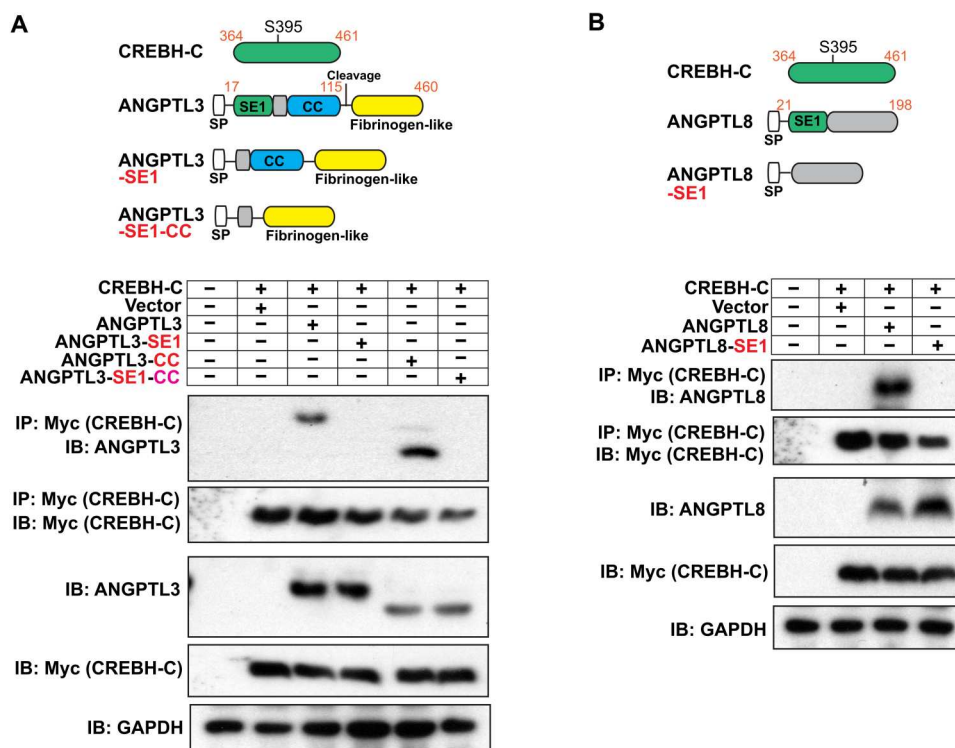 A
S395
364 461
CREBH-C
17 115 Cleavage 460
ANGPTL3 SE1 CC
SP Fibrinogen-like
ANGPTL3 CC
-SE1 SP Fibrinogen-like
ANGPTL3
-SE1-CC SP Fibrinogen-like
CREBH-C – + + + + +
Vector – + – – – –
ANGPTL3 – – + – – –
ANGPTL3-SE1 – – – + – –
ANGPTL3-CC – – – – + –
ANGPTL3-SE1-CC – – – – – +
IP: Myc (CREBH-C)
IB: ANGPTL3
IP: Myc (CREBH-C)
IB: Myc (CREBH-C)
IB: ANGPTL3
IB: Myc (CREBH-C)
IB: GAPDH
B
S395
364 461
CREBH-C
21 198
ANGPTL8 SE1
SP
ANGPTL8
-SE1 SP
CREBH-C – + + +
Vector – + – –
ANGPTL8 – – + –
ANGPTL8-SE1 – – – +
IP: Myc (CREBH-C)
IB: ANGPTL8
IP: Myc (CREBH-C)
IB: Myc (CREBH-C)
IB: ANGPTL8
IB: Myc (CREBH-C)
IB: GAPDH